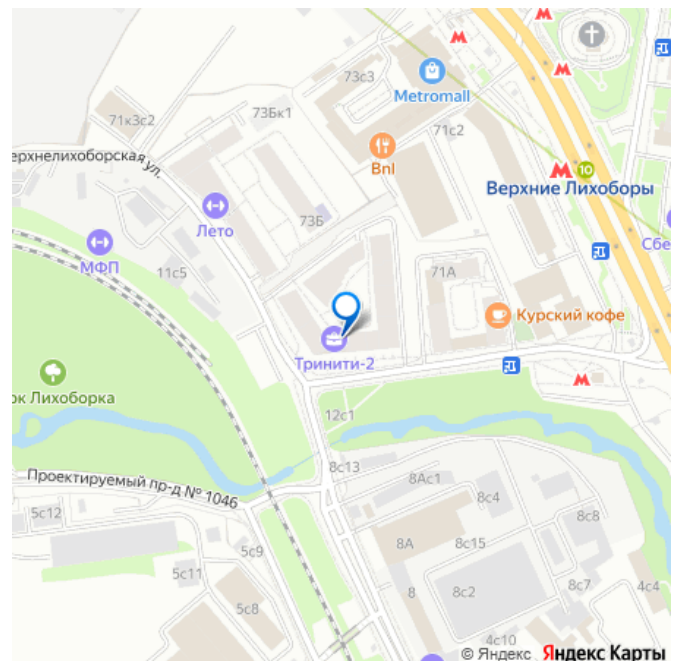 73с3
Metromall
71к3с2
73Бк1
71с2
Bnl
10
Верхние Лихоборы
ерхнелихоборская ул.
Лето
73Б
Сбе
МФП
11с5
71А
Курский кофе
Тринити-2
рк Лихоборка
12с1
8с13
8Ас1
Проектируемый пр-д № 1046
8с4
5с12
8с8
5с9
8А
8с15
5с11
8
8с2
8с7
4с4
5с8
4с10
© Яндекс Яндекс Карты